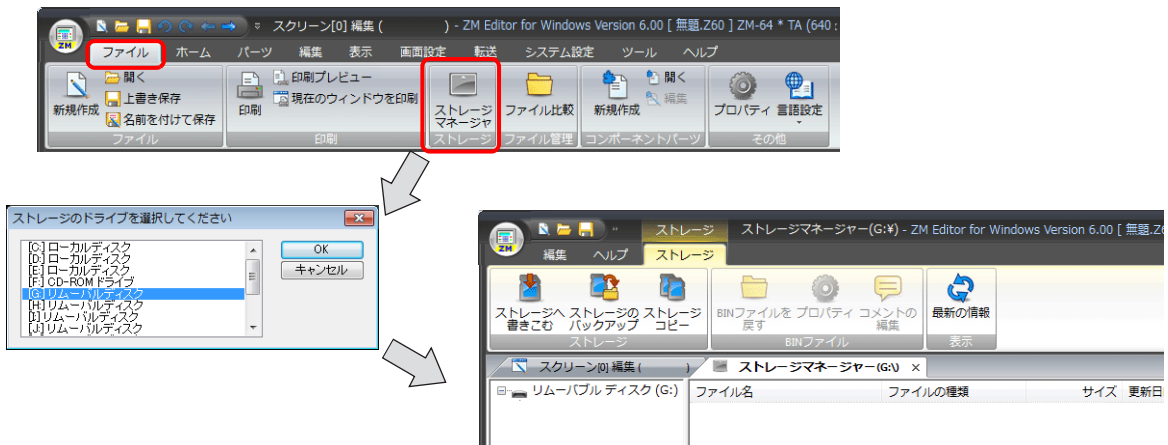 スクリーン[0] 編集 ( ) - ZM Editor for Windows Version 6.00 [ 無題.Z60 ] ZM-64 * TA (640 :
ZM
ファイル ホーム パーツ 編集 表示 画面設定 転送 システム設定 ツール ヘルプ
新規作成
開く
上書き保存
名前を付けて保存
ファイル
印刷
印刷プレビュー
現在のウィンドウを印刷
印刷
ストレージ
マネージャ
ストレージ
ファイル比較
ファイル管理
新規作成
開く
編集
コンポーネントパーツ
プロパティ 言語設定
その他
ストレージのドライブを選択してください
[C:] ローカルディスク
[D:] ローカルディスク
[E:] ローカルディスク
[F:] CD-ROM ドライブ
[G:] リムーバルディスク
[H:] リムーバルディスク
[I:] リムーバルディスク
[J:] リムーバルディスク
OK
キャンセル
ストレージ ストレージマネージャー(G:¥) - ZM Editor for Windows Version 6.00 [ 無題.Z6
ZM
編集 ヘルプ ストレージ
ストレージへ
書きこむ
ストレージの
バックアップ
ストレージ
コピー
ストレージ
BINファイルを
戻す
プロパティ
コメントの
編集
BINファイル
最新の情報
表示
スクリーン[0] 編集 ( ) ストレージマネージャー(G:\) ×
リムーバブル ディスク (G:)
ファイル名 ファイルの種類 サイズ 更新日